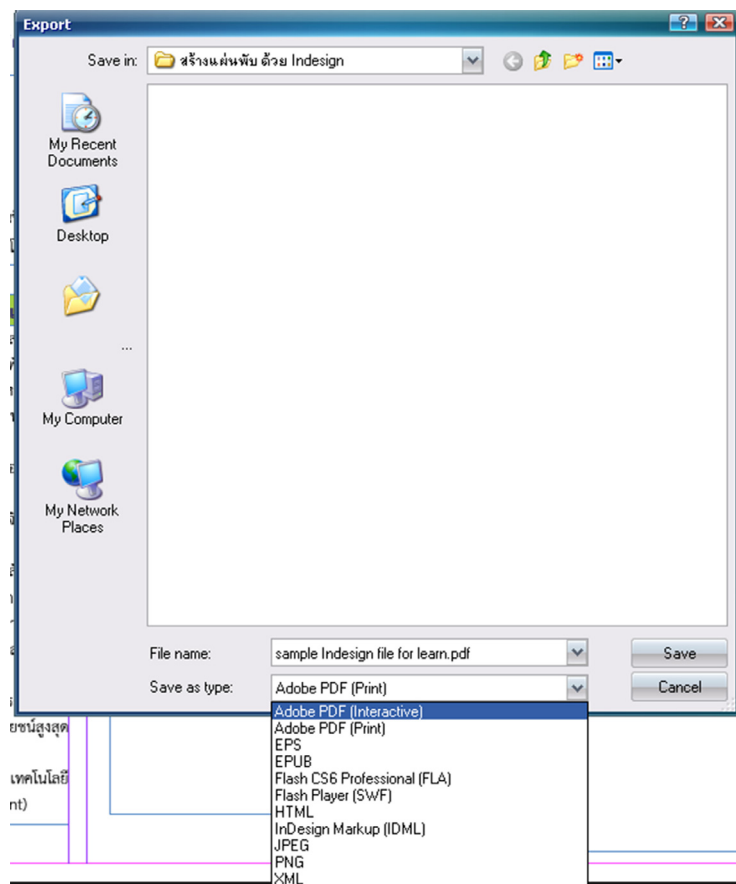 Export
Save in:
สร้างแผ่นพับ ด้วย Indesign
My Recent
Documents
Desktop
...
My Computer
My Network
Places
File name:
sample Indesign file for learn.pdf
Save
Save as type:
Adobe PDF (Print)
Cancel
Adobe PDF (Interactive)
Adobe PDF (Print)
EPS
EPUB
Flash CS6 Professional (FLA)
Flash Player (SWF)
HTML
InDesign Markup (IDML)
JPEG
PNG
XML
ยชน์สูงสุด
เทคโนโลยี
nt)